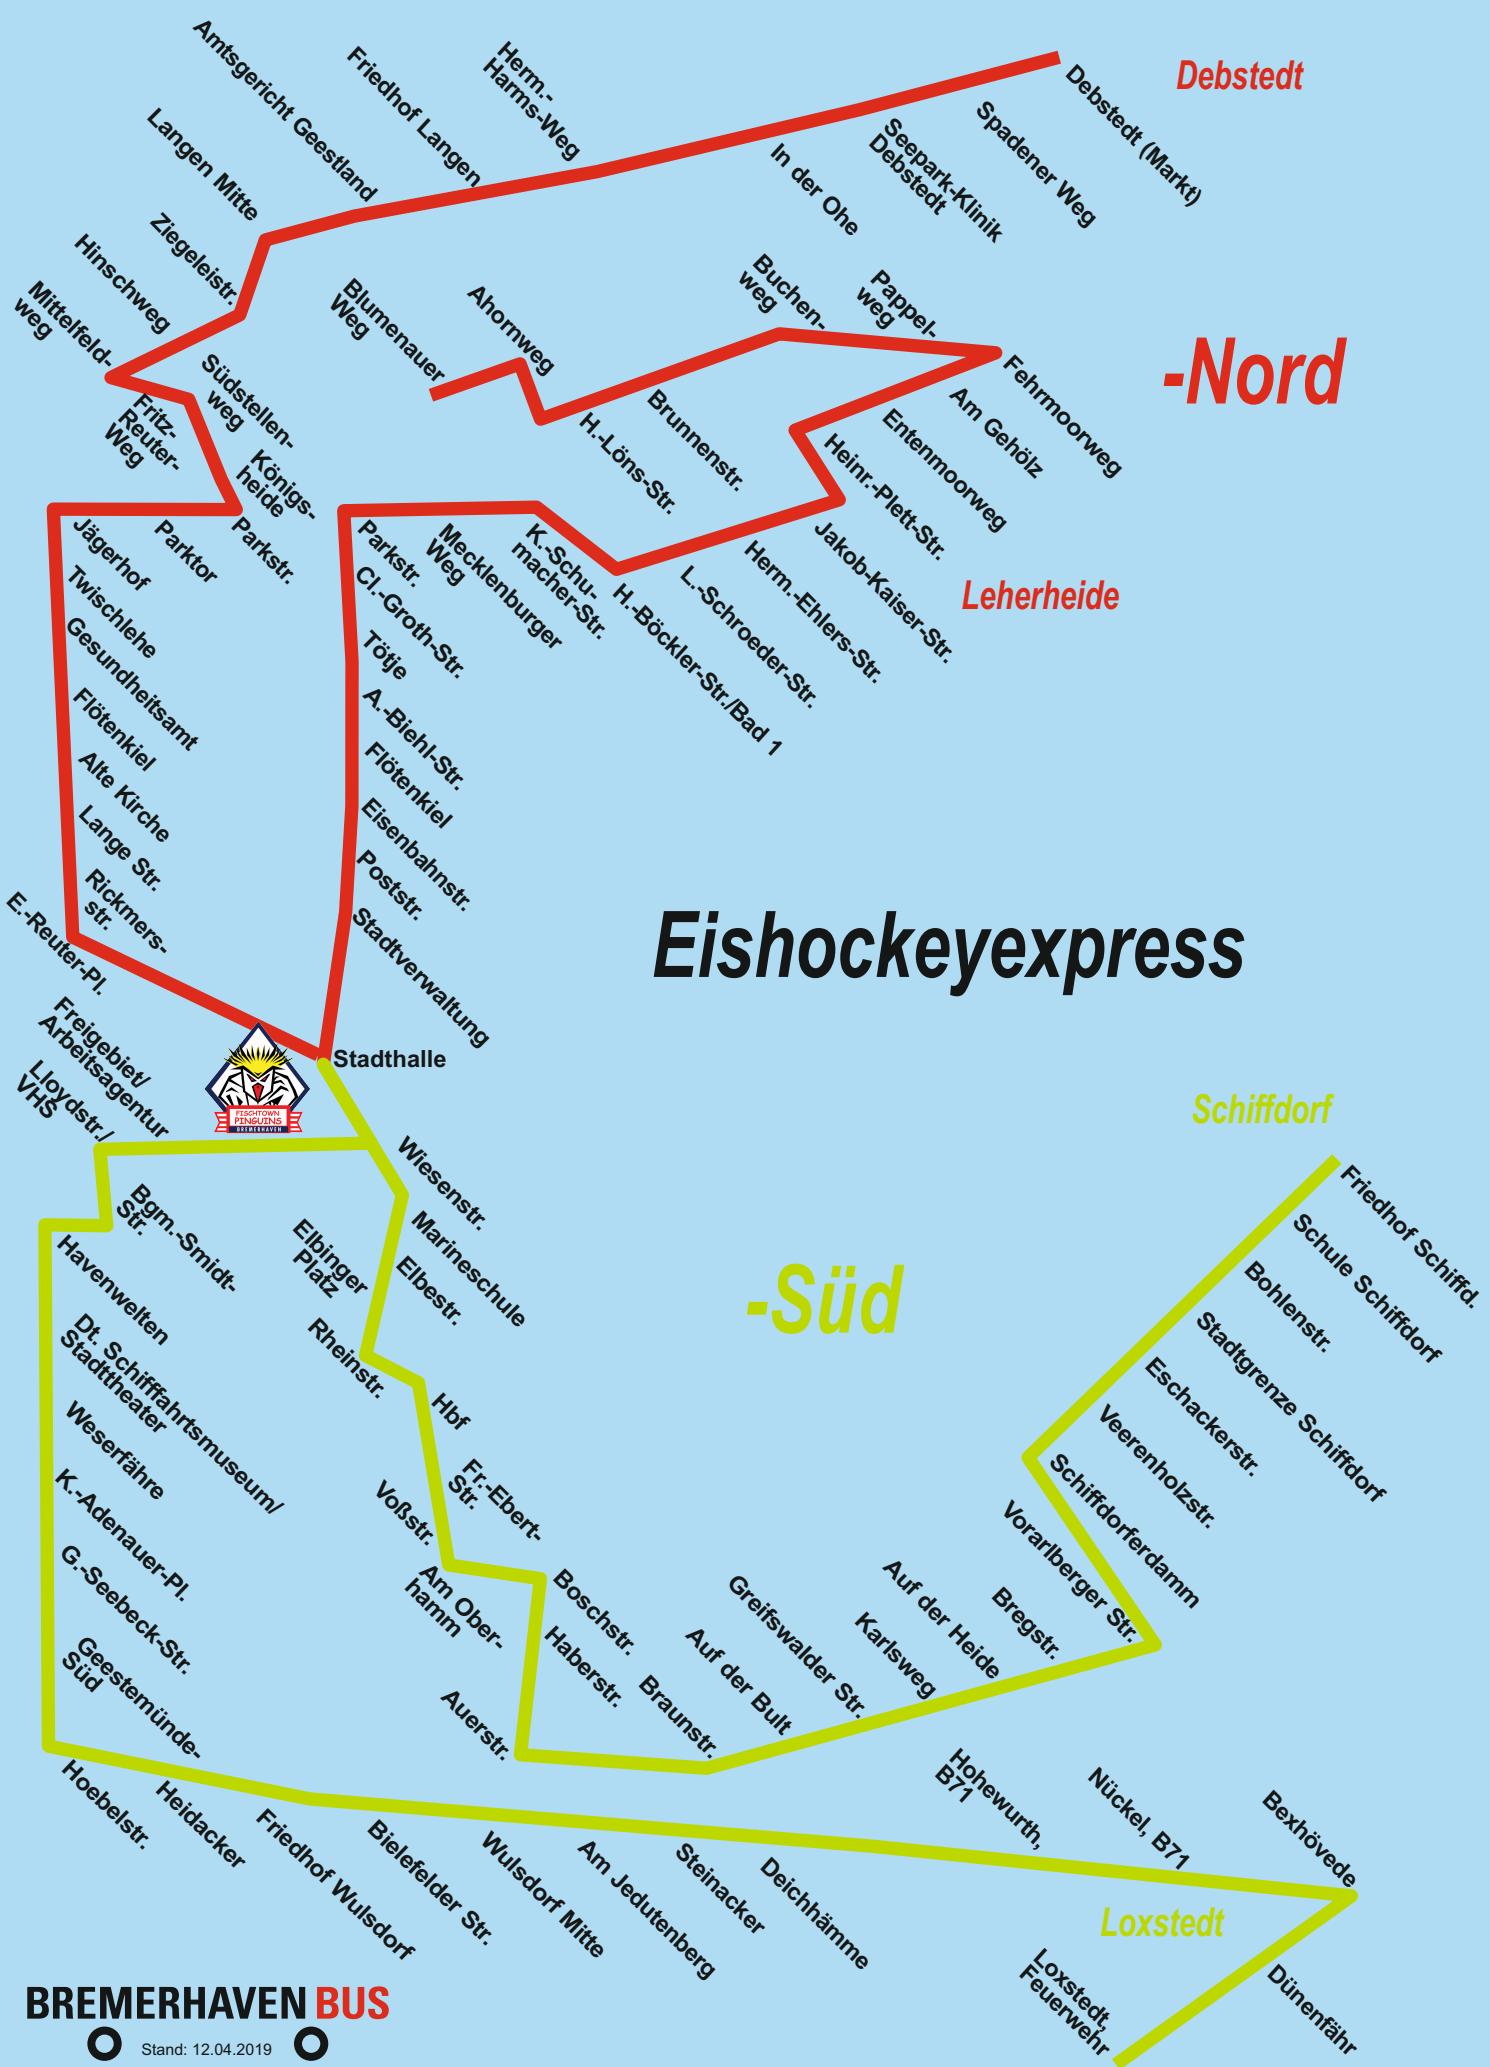 Debstedt
Debstedt (Markt)
Spadener Weg
Seepark-Klinik
Debstedt
In der Ohe
Herm.-
Harms-Weg
Friedhof Langen
Amtsgericht Geestland
Langen Mitte
Ziegeleistr.
Hinschweg
Mittelfeld-
weg
Fritz-
Reuter-
Weg
Südstellen-
weg
Königs-
heide
Parkstr.
Parktor
Jägerhof
Twischlehe
Gesundheitsamt
Flötenkiel
Alte Kirche
Lange Str.
Rickmers-
str.
E.-Reuter-Pl.
-Nord
Blumenauer
Weg
Ahornweg
H.-Löns-Str.
Brunnenstr.
Buchen-
weg
Pappel-
weg
Fehrmoorweg
Am Gehölz
Entenmoorweg
Heinr.-Plett-Str.
Jakob-Kaiser-Str.
Herm.-Ehlers-Str.
L.-Schroeder-Str.
H.-Böckler-Str./Bad 1
K.-Schu-
macher-Str.
Mecklenburger
Weg
Parkstr.
Cl.-Groth-Str.
Tötje
A.-Biehl-Str.
Flötenkiel
Eisenbahnstr.
Poststr.
Stadtverwaltung
Leherheide
Eishockeyexpress
Stadthalle
FISCHTOWN
PINGUINS
BREMERHAVEN
Freigebiet/
Arbeitsagentur
Lloydstr./
VHS
Bgm.-Smidt-
Str.
Havenwelten
Dt. Schifffahrtsmuseum/
Stadttheater
Weserfähre
K.-Adenauer-Pl.
G.-Seebeck-Str.
Geestemünde-
Süd
Hoebelstr.
Heidacker
Friedhof Wulsdorf
Bielefelder Str.
Wulsdorf Mitte
Am Jedutenberg
Steinacker
Deichhämme
Hohewurth,
B71
Nückel, B71
Bexhövede
Dünenfähr
Loxstedt,
Feuerwehr
Loxstedt
-Süd
Wiesenstr.
Marineschule
Elbestr.
Elbinger
Platz
Rheinstr.
Hbf
Fr.-Ebert-
Str.
Voßstr.
Am Ober-
hamm
Boschstr.
Haberstr.
Auerstr.
Braunstr.
Auf der Bult
Greifswalder Str.
Karlsweg
Auf der Heide
Bregstr.
Vorarlberger Str.
Schiffdorferdamm
Veerenholzstr.
Eschackerstr.
Stadtgrenze Schiffdorf
Bohlenstr.
Schule Schiffdorf
Friedhof Schiffd.
Schiffdorf
BREMERHAVEN BUS
Stand: 12.04.2019